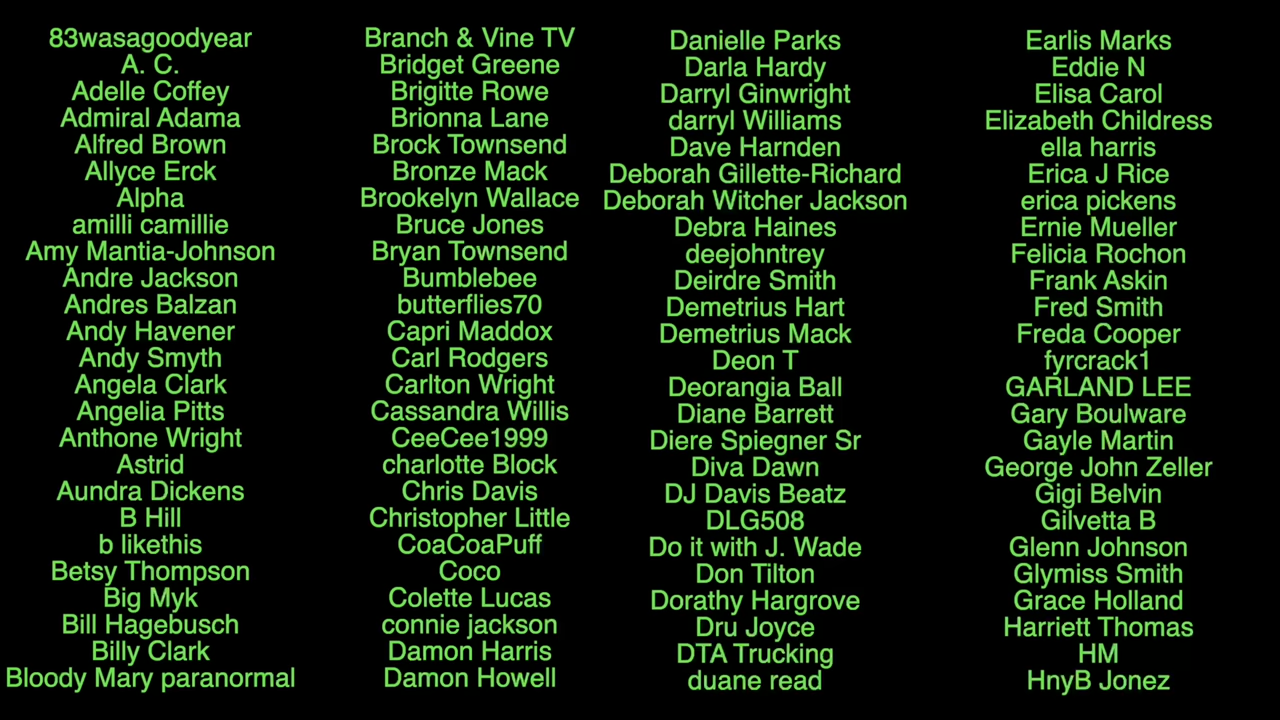 83wasagoodyear
A. C.
Adelle Coffey
Admiral Adama
Alfred Brown
Allyce Erck
Alpha
amilli camillie
Amy Mantia-Johnson
Andre Jackson
Andres Balzan
Andy Havener
Andy Smyth
Angela Clark
Angelia Pitts
Anthone Wright
Astrid
Aundra Dickens
B Hill
b likethis
Betsy Thompson
Big Myk
Bill Hagebusch
Billy Clark
Bloody Mary paranormal
Branch & Vine TV
Bridget Greene
Brigitte Rowe
Brionna Lane
Brock Townsend
Bronze Mack
Brookelyn Wallace
Bruce Jones
Bryan Townsend
Bumblebee
butterflies70
Capri Maddox
Carl Rodgers
Carlton Wright
Cassandra Willis
CeeCee1999
charlotte Block
Chris Davis
Christopher Little
CoaCoaPuff
Coco
Colette Lucas
connie jackson
Damon Harris
Damon Howell
Danielle Parks
Darla Hardy
Darryl Ginwright
darryl Williams
Dave Harnden
Deborah Gillette-Richard
Deborah Witcher Jackson
Debra Haines
deejohntrey
Deirdre Smith
Demetrius Hart
Demetrius Mack
Deon T
Deorangia Ball
Diane Barrett
Diere Spiegner Sr
Diva Dawn
DJ Davis Beatz
DLG508
Do it with J. Wade
Don Tilton
Dorathy Hargrove
Dru Joyce
DTA Trucking
duane read
Earlis Marks
Eddie N
Elisa Carol
Elizabeth Childress
ella harris
Erica J Rice
erica pickens
Ernie Mueller
Felicia Rochon
Frank Askin
Fred Smith
Freda Cooper
fyrcrack1
GARLAND LEE
Gary Boulware
Gayle Martin
George John Zeller
Gigi Belvin
Gilvetta B
Glenn Johnson
Glymiss Smith
Grace Holland
Harriett Thomas
HM
HnyB Jonez